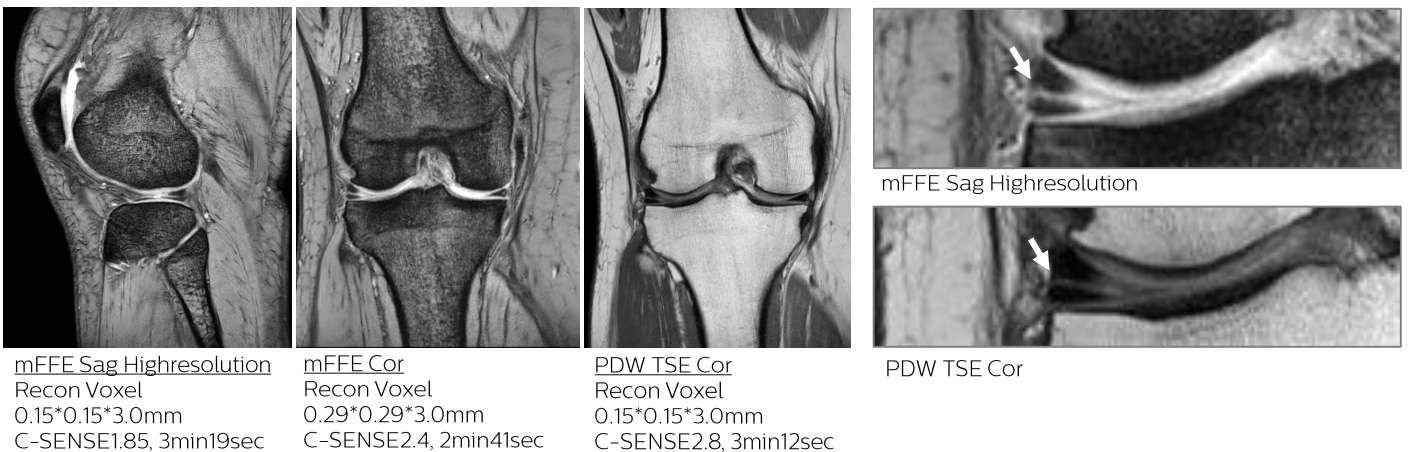 mFFE Sag Highresolution
Recon Voxel
0.15*0.15*3.0mm
C-SENSE1.85, 3min19sec
mFFE Cor
Recon Voxel
0.29*0.29*3.0mm
C-SENSE2.4, 2min41sec
PDW TSE Cor
Recon Voxel
0.15*0.15*3.0mm
C-SENSE2.8, 3min12sec
mFFE Sag Highresolution
PDW TSE Cor